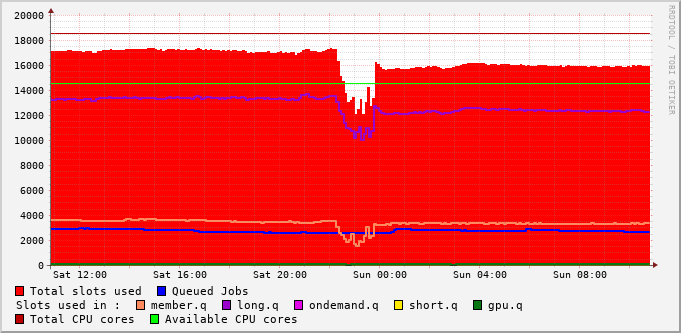 20000
18000
16000
14000
12000
10000
8000
6000
4000
2000
0
Sat 12:00 Sat 16:00 Sat 20:00 Sun 00:00 Sun 04:00 Sun 08:00
Total slots used Queued Jobs
Slots used in : member.q long.q ondemand.q short.q gpu.q
Total CPU cores Available CPU cores
RRDTOOL / TOBI OETIKER